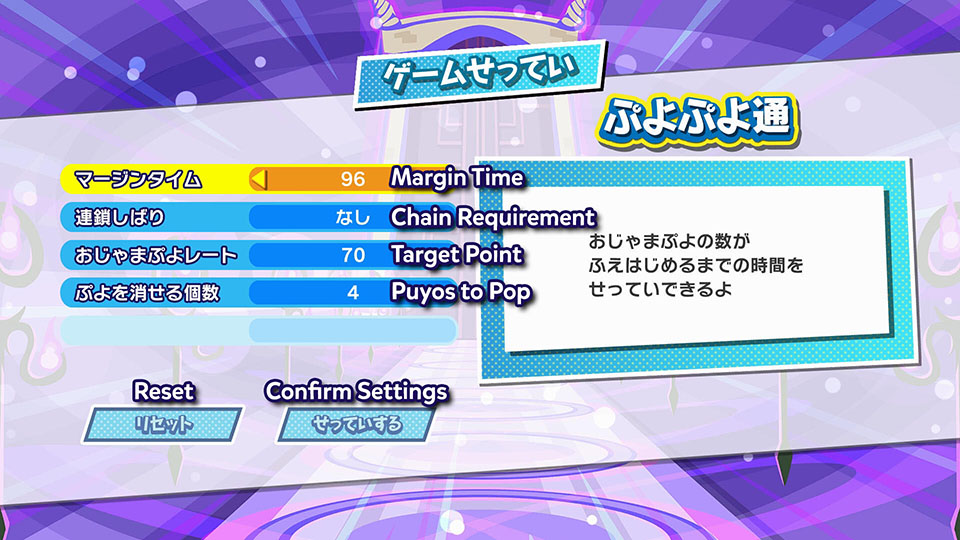 ゲームせってい
ぷよぷよ通
マージンタイム 96 Margin Time
連鎖しばり なし Chain Requirement
おじゃまぷよレート 70 Target Point
ぷよを消せる個数 4 Puyos to Pop
おじゃまぷよの数が
ふえはじめるまでの時間を
せっていできるよ
Reset Confirm Settings
リセット せっていする